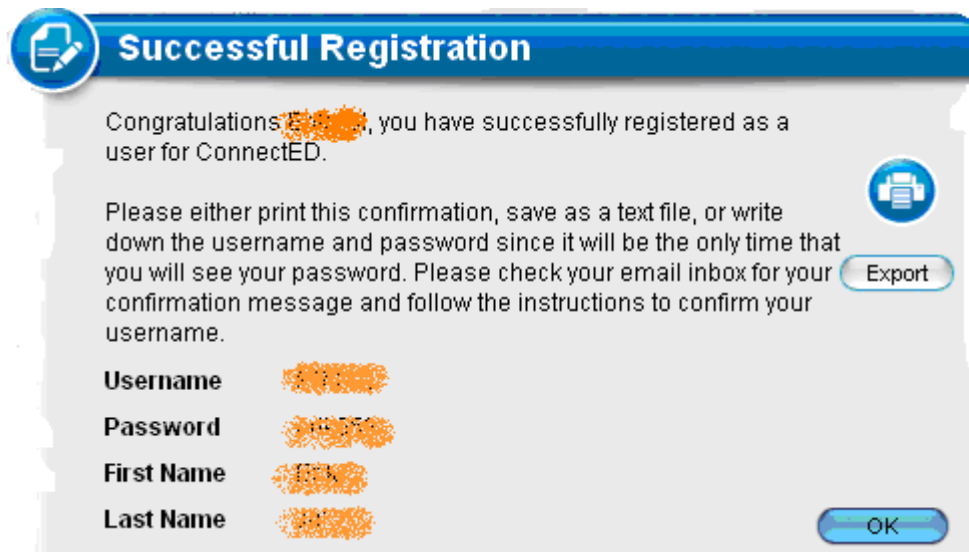 Successful Registration
Congratulations , you have successfully registered as a
user for ConnectED.
Please either print this confirmation, save as a text file, or write
down the username and password since it will be the only time that
you will see your password. Please check your email inbox for your
confirmation message and follow the instructions to confirm your
username.
Export
Username
Password
First Name
Last Name
OK